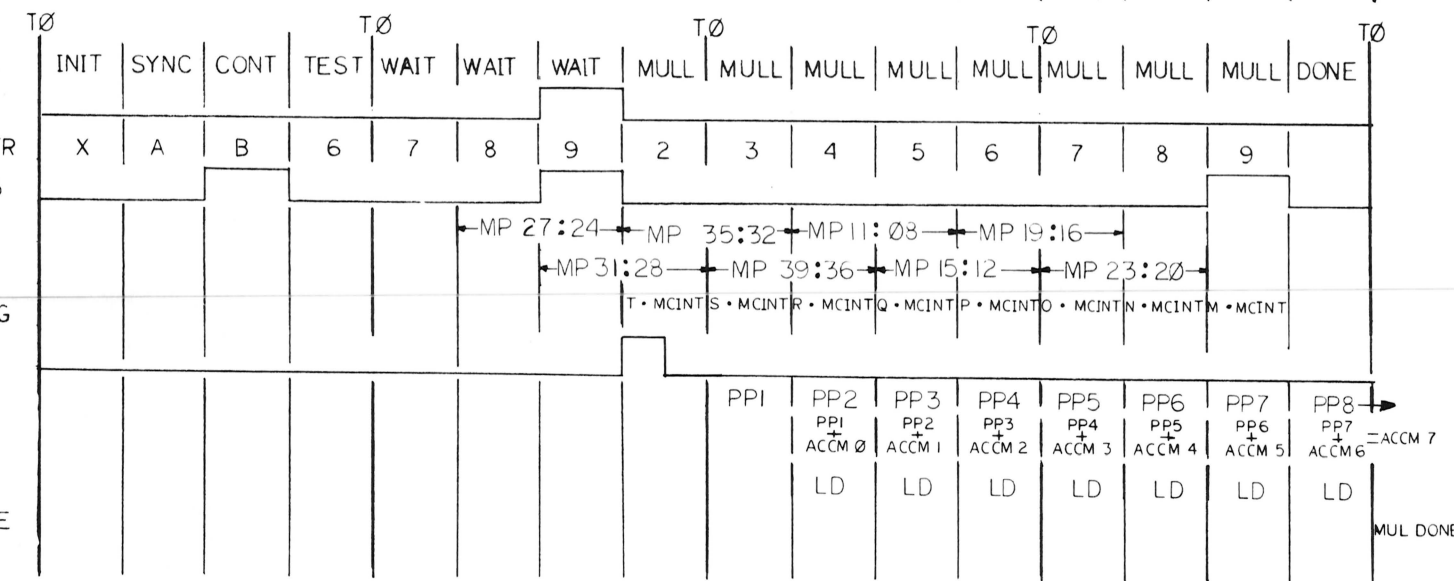 TØ TØ TØ TØ TØ
INIT SYNC CONT TEST WAIT WAIT WAIT MULL MULL MULL MULL MULL MULL MULL MULL DONE
R X A B 6 7 8 9 2 3 4 5 6 7 8 9
MP 27:24 MP 35:32 MP 11:Ø8 MP 19:16
MP 31:28 MP 39:36 MP 15:12 MP 23:2Ø
G T • MCINT S • MCINT R • MCINT Q • MCINT P • MCINT O • MCINT N • MCINT M • MCINT
PP1 PP2 PP3 PP4 PP5 PP6 PP7 PP8
PP1 PP2 PP3 PP4 PP5 PP6 PP7
+ + + + + + +
ACCM Ø ACCM 1 ACCM 2 ACCM 3 ACCM 4 ACCM 5 ACCM 6 =ACCM 7
LD LD LD LD LD LD LD
E MUL DONE